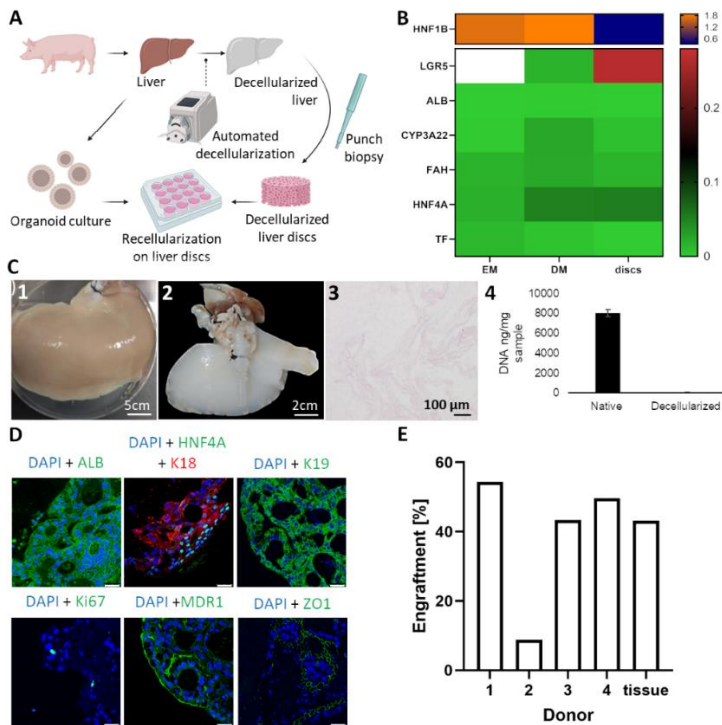 A
Liver
Decellularized
liver
Automated
decellularization
Punch
biopsy
Organoid culture
Recellularization
on liver discs
Decellularized
liver discs
B
HNF1B
LGR5
ALB
CYP3A22
FAH
HNF4A
TF
EM DM discs
1.8
1.2
0.6
0.3
0.2
0.1
0
C
)1
5cm
2
2cm
3
100 µm
4
DNA ng/mg
sample
10000
8000
6000
4000
2000
0
Native Decellularized
D
DAPI + ALB
DAPI + HNF4A
+ K18
DAPI + K19
DAPI + Ki67
DAPI +MDR1
DAPI + ZO1
E
Engraftment [%]
60
40
20
0
1 2 3 4 tissue
Donor